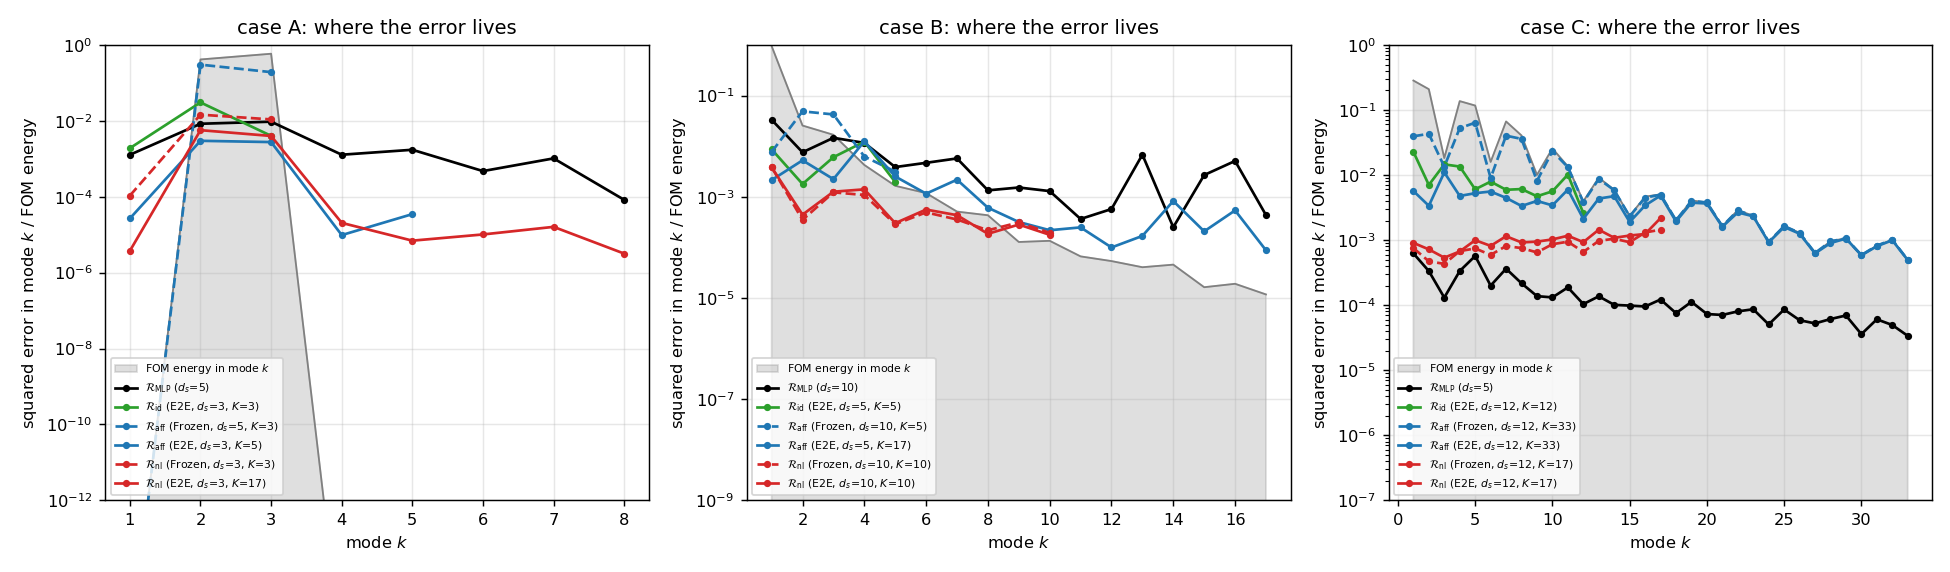 case A: where the error lives
squared error in mode k / FOM energy
10⁰
10⁻²
10⁻⁴
10⁻⁶
10⁻⁸
10⁻¹⁰
10⁻¹²
FOM energy in mode k
R_MLP (d_s=5)
R_id (E2E, d_s=3, K=3)
R_aff (Frozen, d_s=5, K=3)
R_aff (E2E, d_s=3, K=5)
R_nl (Frozen, d_s=3, K=3)
R_nl (E2E, d_s=3, K=17)
1 2 3 4 5 6 7 8
mode k
case B: where the error lives
squared error in mode k / FOM energy
10⁻¹
10⁻³
10⁻⁵
10⁻⁷
10⁻⁹
FOM energy in mode k
R_MLP (d_s=10)
R_id (E2E, d_s=5, K=5)
R_aff (Frozen, d_s=10, K=5)
R_aff (E2E, d_s=5, K=17)
R_nl (Frozen, d_s=10, K=10)
R_nl (E2E, d_s=10, K=10)
2 4 6 8 10 12 14 16
mode k
case C: where the error lives
squared error in mode k / FOM energy
10⁰
10⁻¹
10⁻²
10⁻³
10⁻⁴
10⁻⁵
10⁻⁶
10⁻⁷
FOM energy in mode k
R_MLP (d_s=5)
R_id (E2E, d_s=12, K=12)
R_aff (Frozen, d_s=12, K=33)
R_aff (E2E, d_s=12, K=33)
R_nl (Frozen, d_s=12, K=17)
R_nl (E2E, d_s=12, K=17)
0 5 10 15 20 25 30
mode k